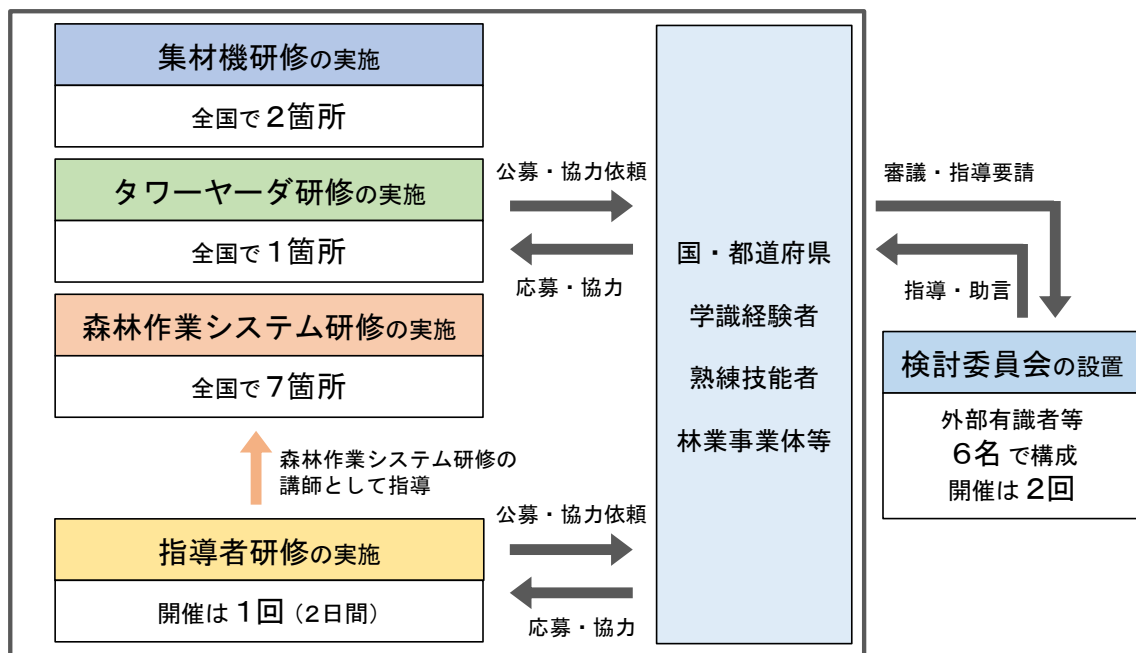 集材機研修の実施
全国で 2箇所
タワーヤーダ研修の実施
全国で 1箇所
森林作業システム研修の実施
全国で 7箇所
森林作業システム研修の
講師として指導
指導者研修の実施
開催は 1回（2日間）
公募・協力依頼
応募・協力
公募・協力依頼
応募・協力
国・都道府県
学識経験者
熟練技能者
林業事業体等
審議・指導要請
指導・助言
検討委員会の設置
外部有識者等
6名 で構成
開催は 2回